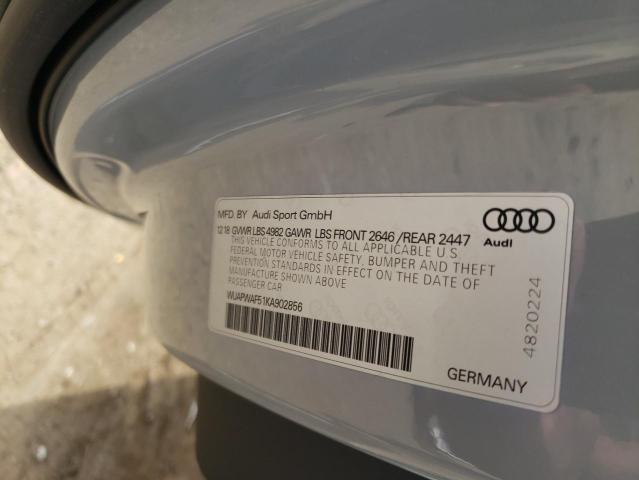 MFD. BY Audi Sport GmbH
12 18 GVWR LBS 4982 GAWR LBS FRONT 2646 /REAR 2447
THIS VEHICLE CONFORMS TO ALL APPLICABLE U S
FEDERAL MOTOR VEHICLE SAFETY, BUMPER AND THEFT
PREVENTION STANDARDS IN EFFECT ON THE DATE OF
MANUFACTURE SHOWN ABOVE
PASSENGER CAR
WUAPWAF51KA902856
Audi
4820224
GERMANY